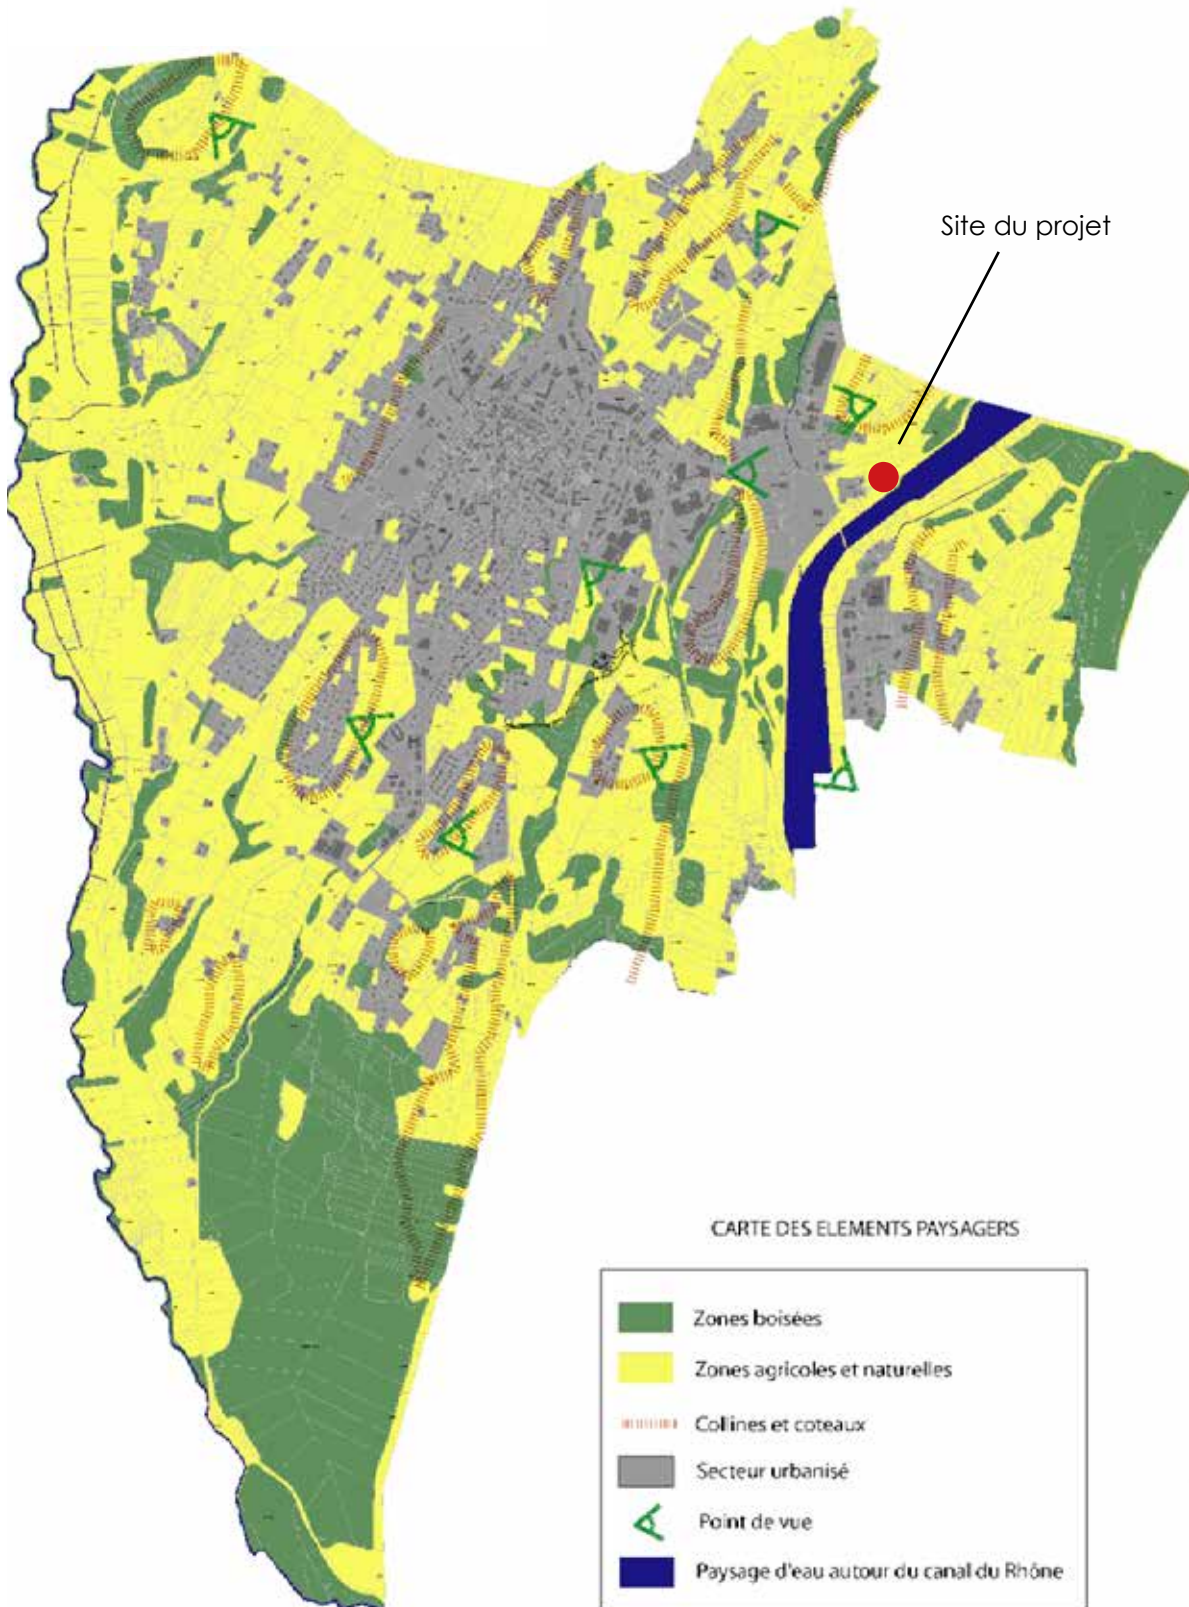 Site du projet
CARTE DES ELEMENTS PAYSAGERS
Zones boisées
Zones agricoles et naturelles
Collines et coteaux
Secteur urbanisé
Point de vue
Paysage d'eau autour du canal du Rhône